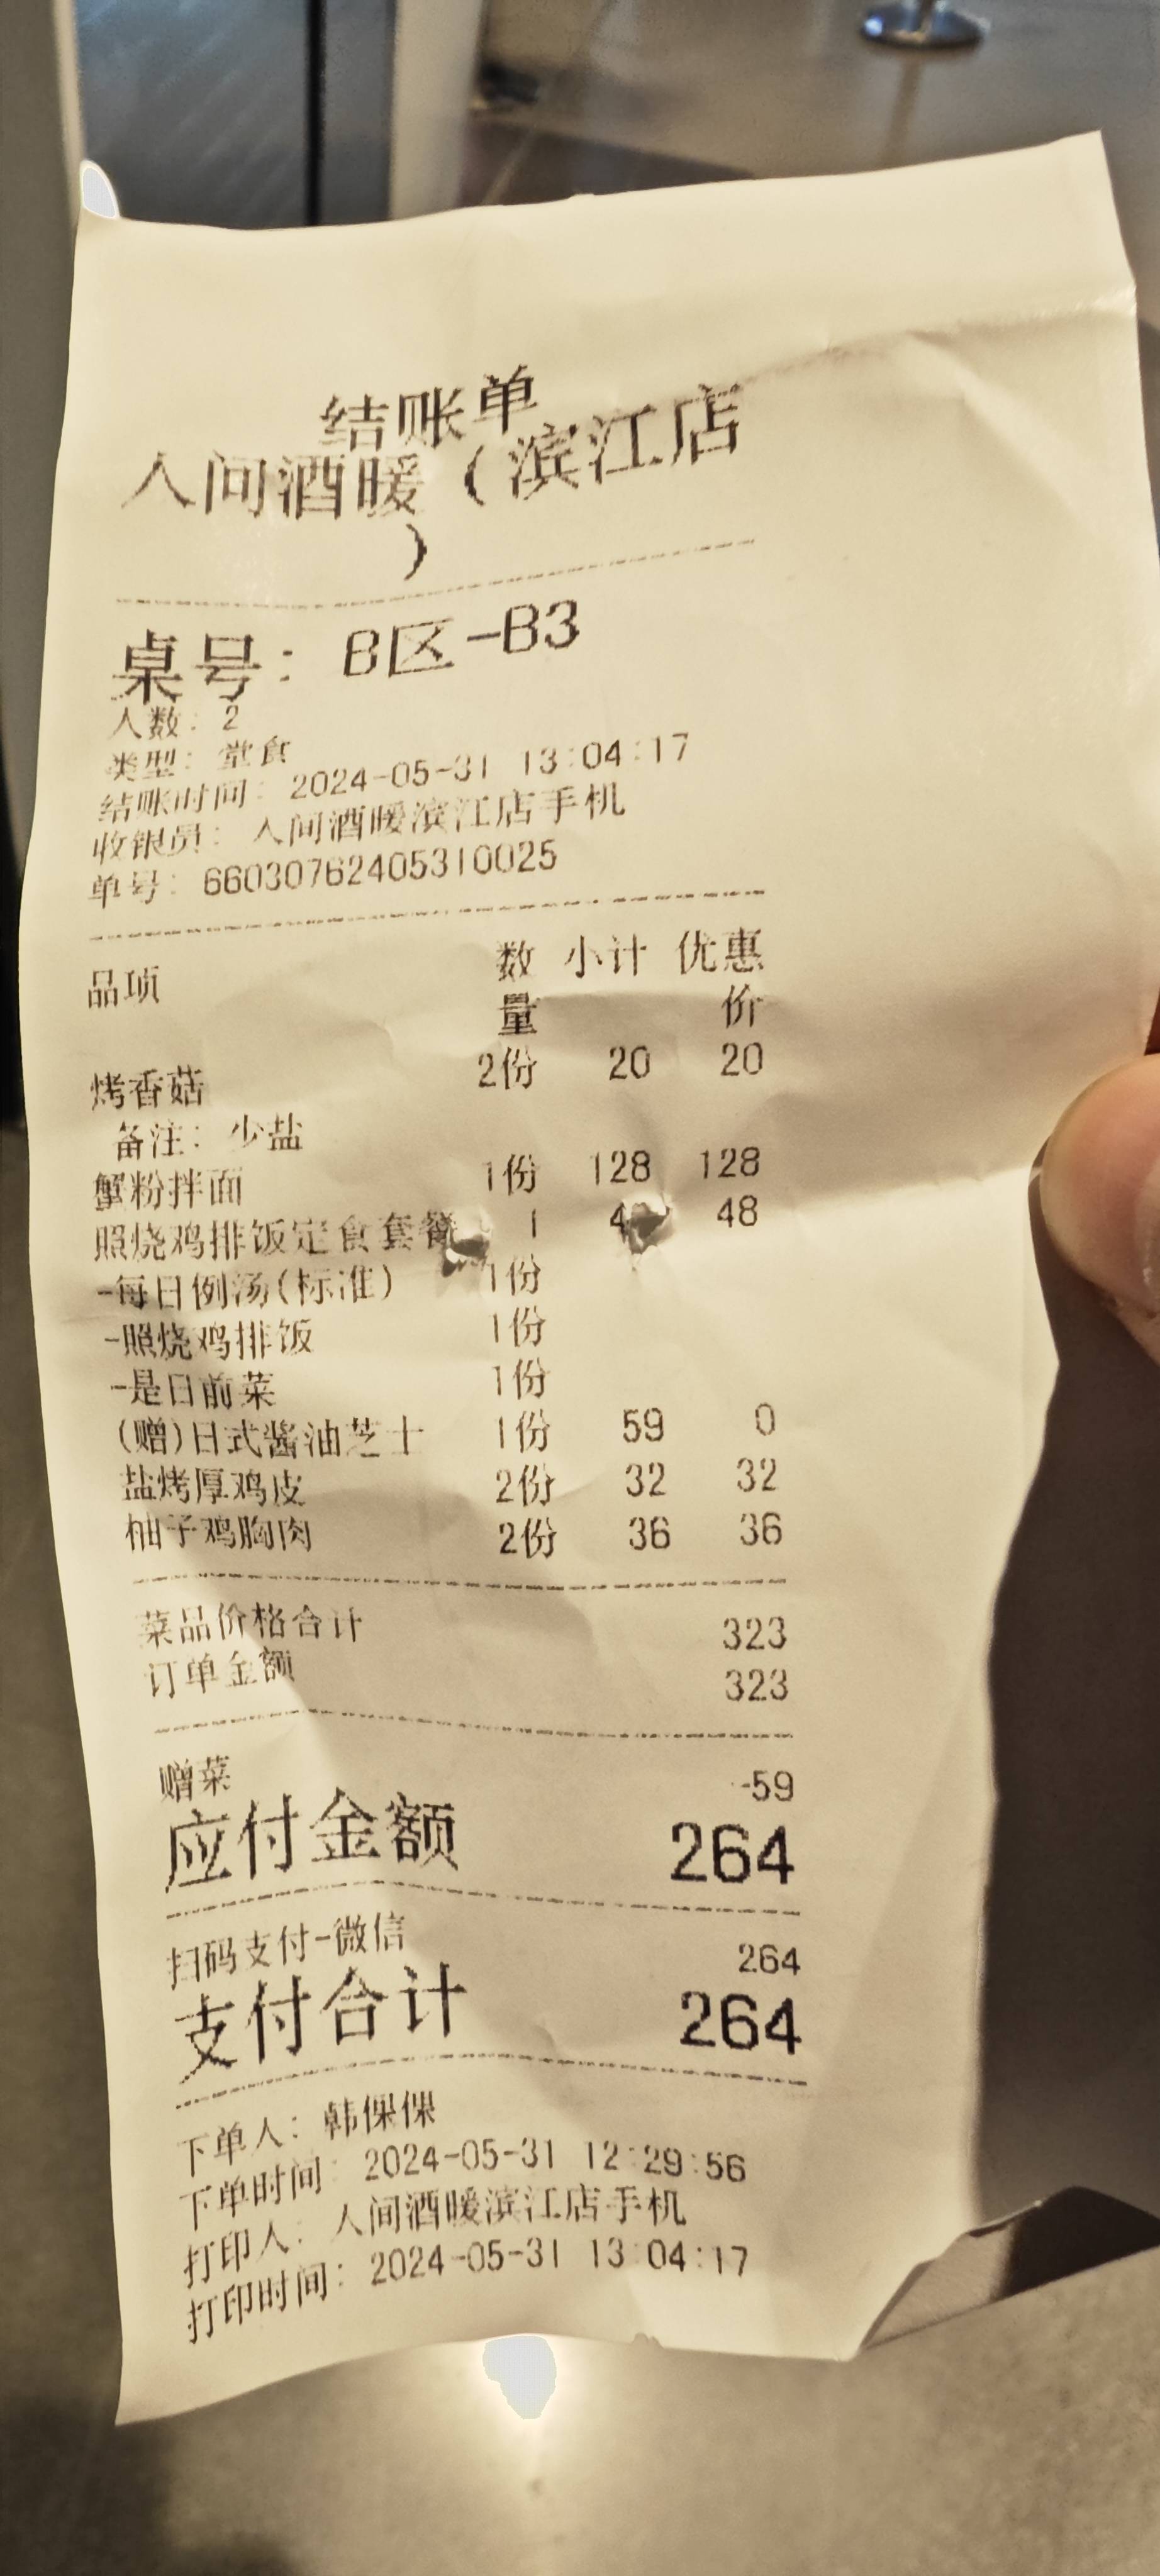 结账单
人间酒暖（滨江店
）
桌号：B区-B3
人数：2
类型：堂食
结账时间：2024-05-31 13:04:17
收银员：人间酒暖滨江店手机
单号：66030762405310025
品项 数量 小计 优惠价
烤香菇 2份 20 20
备注：少盐
蟹粉拌面 1份 128 128
照烧鸡排饭定食套餐 1 48
-每日例汤(标准) 1份
-照烧鸡排饭 1份
-是日前菜 1份
(赠)日式酱油芝士 1份 59 0
盐烤厚鸡皮 2份 32 32
柚子鸡胸肉 2份 36 36
菜品价格合计 323
订单金额 323
赠菜 -59
应付金额 264
扫码支付-微信 264
支付合计 264
下单人：韩倮倮
下单时间：2024-05-31 12:29:56
打印人：人间酒暖滨江店手机
打印时间：2024-05-31 13:04:17